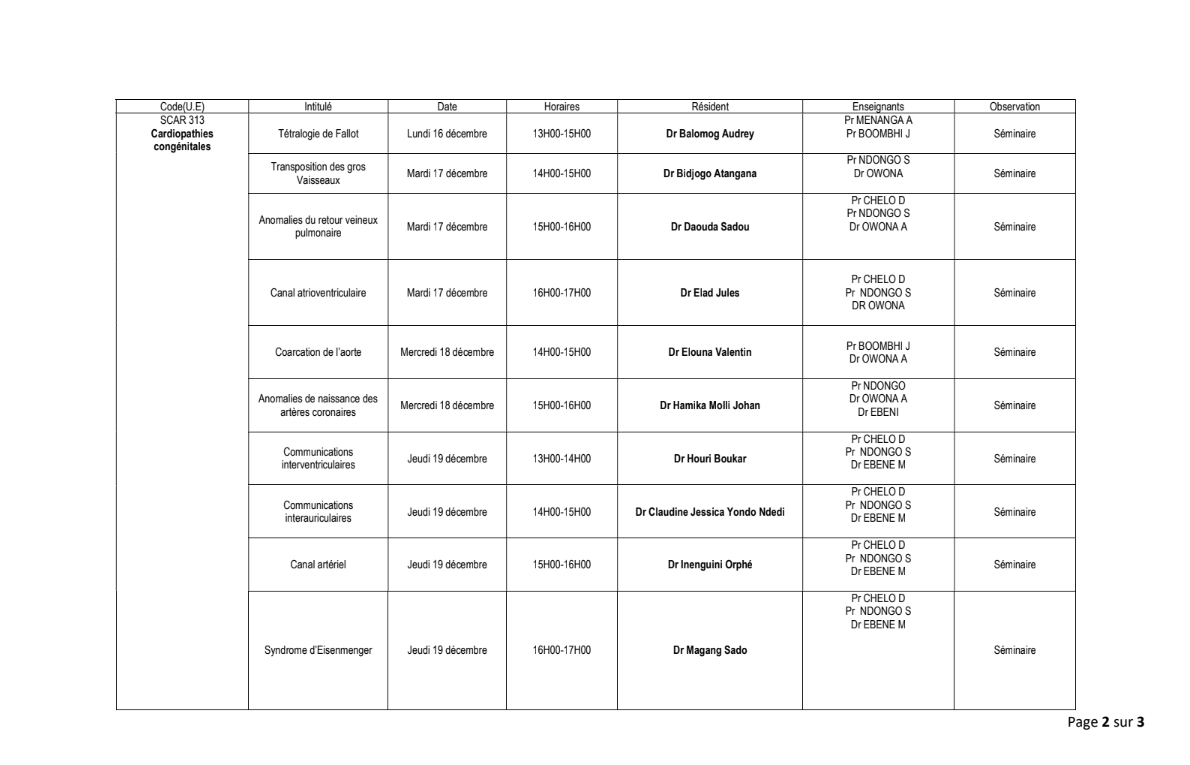 Code(U.E) Intitulé Date Horaires Résident Enseignants Observation
SCAR 313
Cardiopathies
congénitales
Tétralogie de Fallot Lundi 16 décembre 13H00-15H00 Dr Balomog Audrey
Pr MENANGA A
Pr BOOMBHI J
Séminaire
Transposition des gros
Vaisseaux
Mardi 17 décembre 14H00-15H00 Dr Bidjogo Atangana
Pr NDONGO S
Dr OWONA
Séminaire
Anomalies du retour veineux
pulmonaire
Mardi 17 décembre 15H00-16H00 Dr Daouda Sadou
Pr CHELO D
Pr NDONGO S
Dr OWONA A
Séminaire
Canal atrioventriculaire Mardi 17 décembre 16H00-17H00 Dr Elad Jules
Pr CHELO D
Pr NDONGO S
DR OWONA
Séminaire
Coarcation de l’aorte Mercredi 18 décembre 14H00-15H00 Dr Elouna Valentin
Pr BOOMBHI J
Dr OWONA A
Séminaire
Anomalies de naissance des
artères coronaires
Mercredi 18 décembre 15H00-16H00 Dr Hamika Molli Johan
Pr NDONGO
Dr OWONA A
Dr EBENI
Séminaire
Communications
interventriculaires
Jeudi 19 décembre 13H00-14H00 Dr Houri Boukar
Pr CHELO D
Pr NDONGO S
Dr EBENE M
Séminaire
Communications
interauriculaires
Jeudi 19 décembre 14H00-15H00 Dr Claudine Jessica Yondo Ndedi
Pr CHELO D
Pr NDONGO S
Dr EBENE M
Séminaire
Canal artériel Jeudi 19 décembre 15H00-16H00 Dr Inenguini Orphé
Pr CHELO D
Pr NDONGO S
Dr EBENE M
Séminaire
Syndrome d’Eisenmenger Jeudi 19 décembre 16H00-17H00 Dr Magang Sado
Pr CHELO D
Pr NDONGO S
Dr EBENE M
Séminaire
Page 2 sur 3